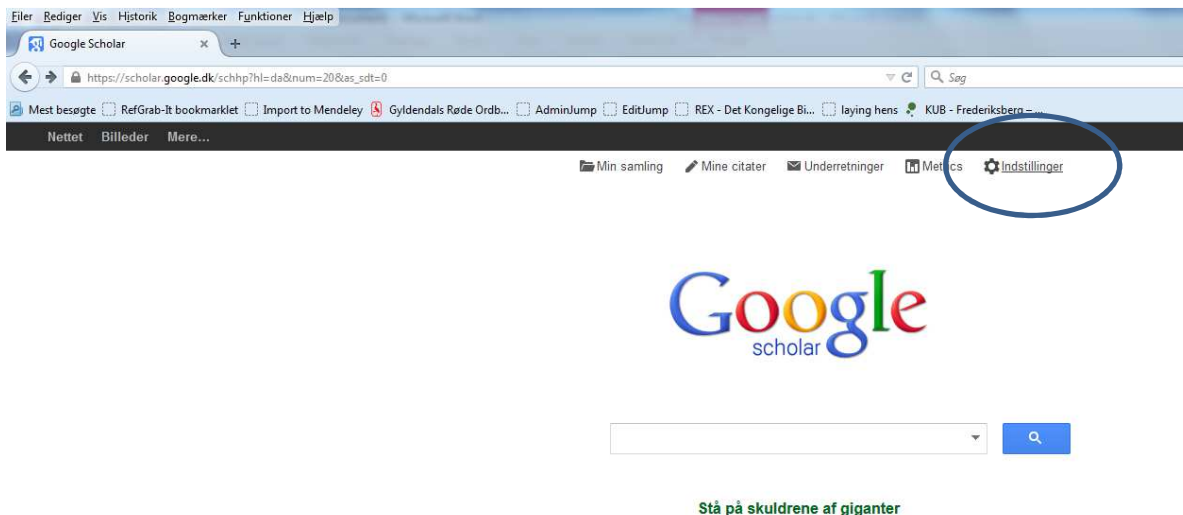 Filer Rediger Vis Historik Bogmærker Funktioner Hjælp
Google Scholar × +
https://scholar.google.dk/schhp?hl=da&num=20&as_sdt=0 Søg
Mest besøgte RefGrab-It bookmarklet Import to Mendeley Gyldendals Røde Ordb... AdminJump EditJump REX - Det Kongelige Bi... laying hens KUB - Frederiksberg – ...
Nettet Billeder Mere...
Min samling Mine citater Underretninger Metrics Indstillinger
Google
scholar
Stå på skuldrene af giganter